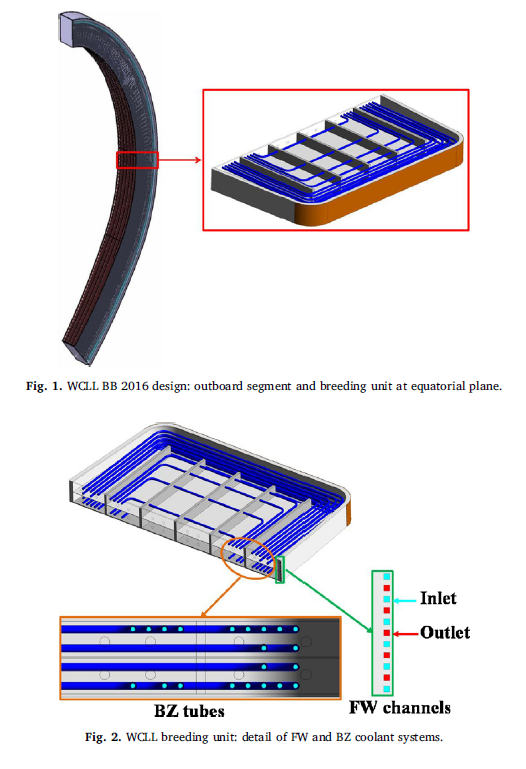 Fig. 1. WCLL BB 2016 design: outboard segment and breeding unit at equatorial plane.
Inlet
Outlet
BZ tubes
FW channels
Fig. 2. WCLL breeding unit: detail of FW and BZ coolant systems.